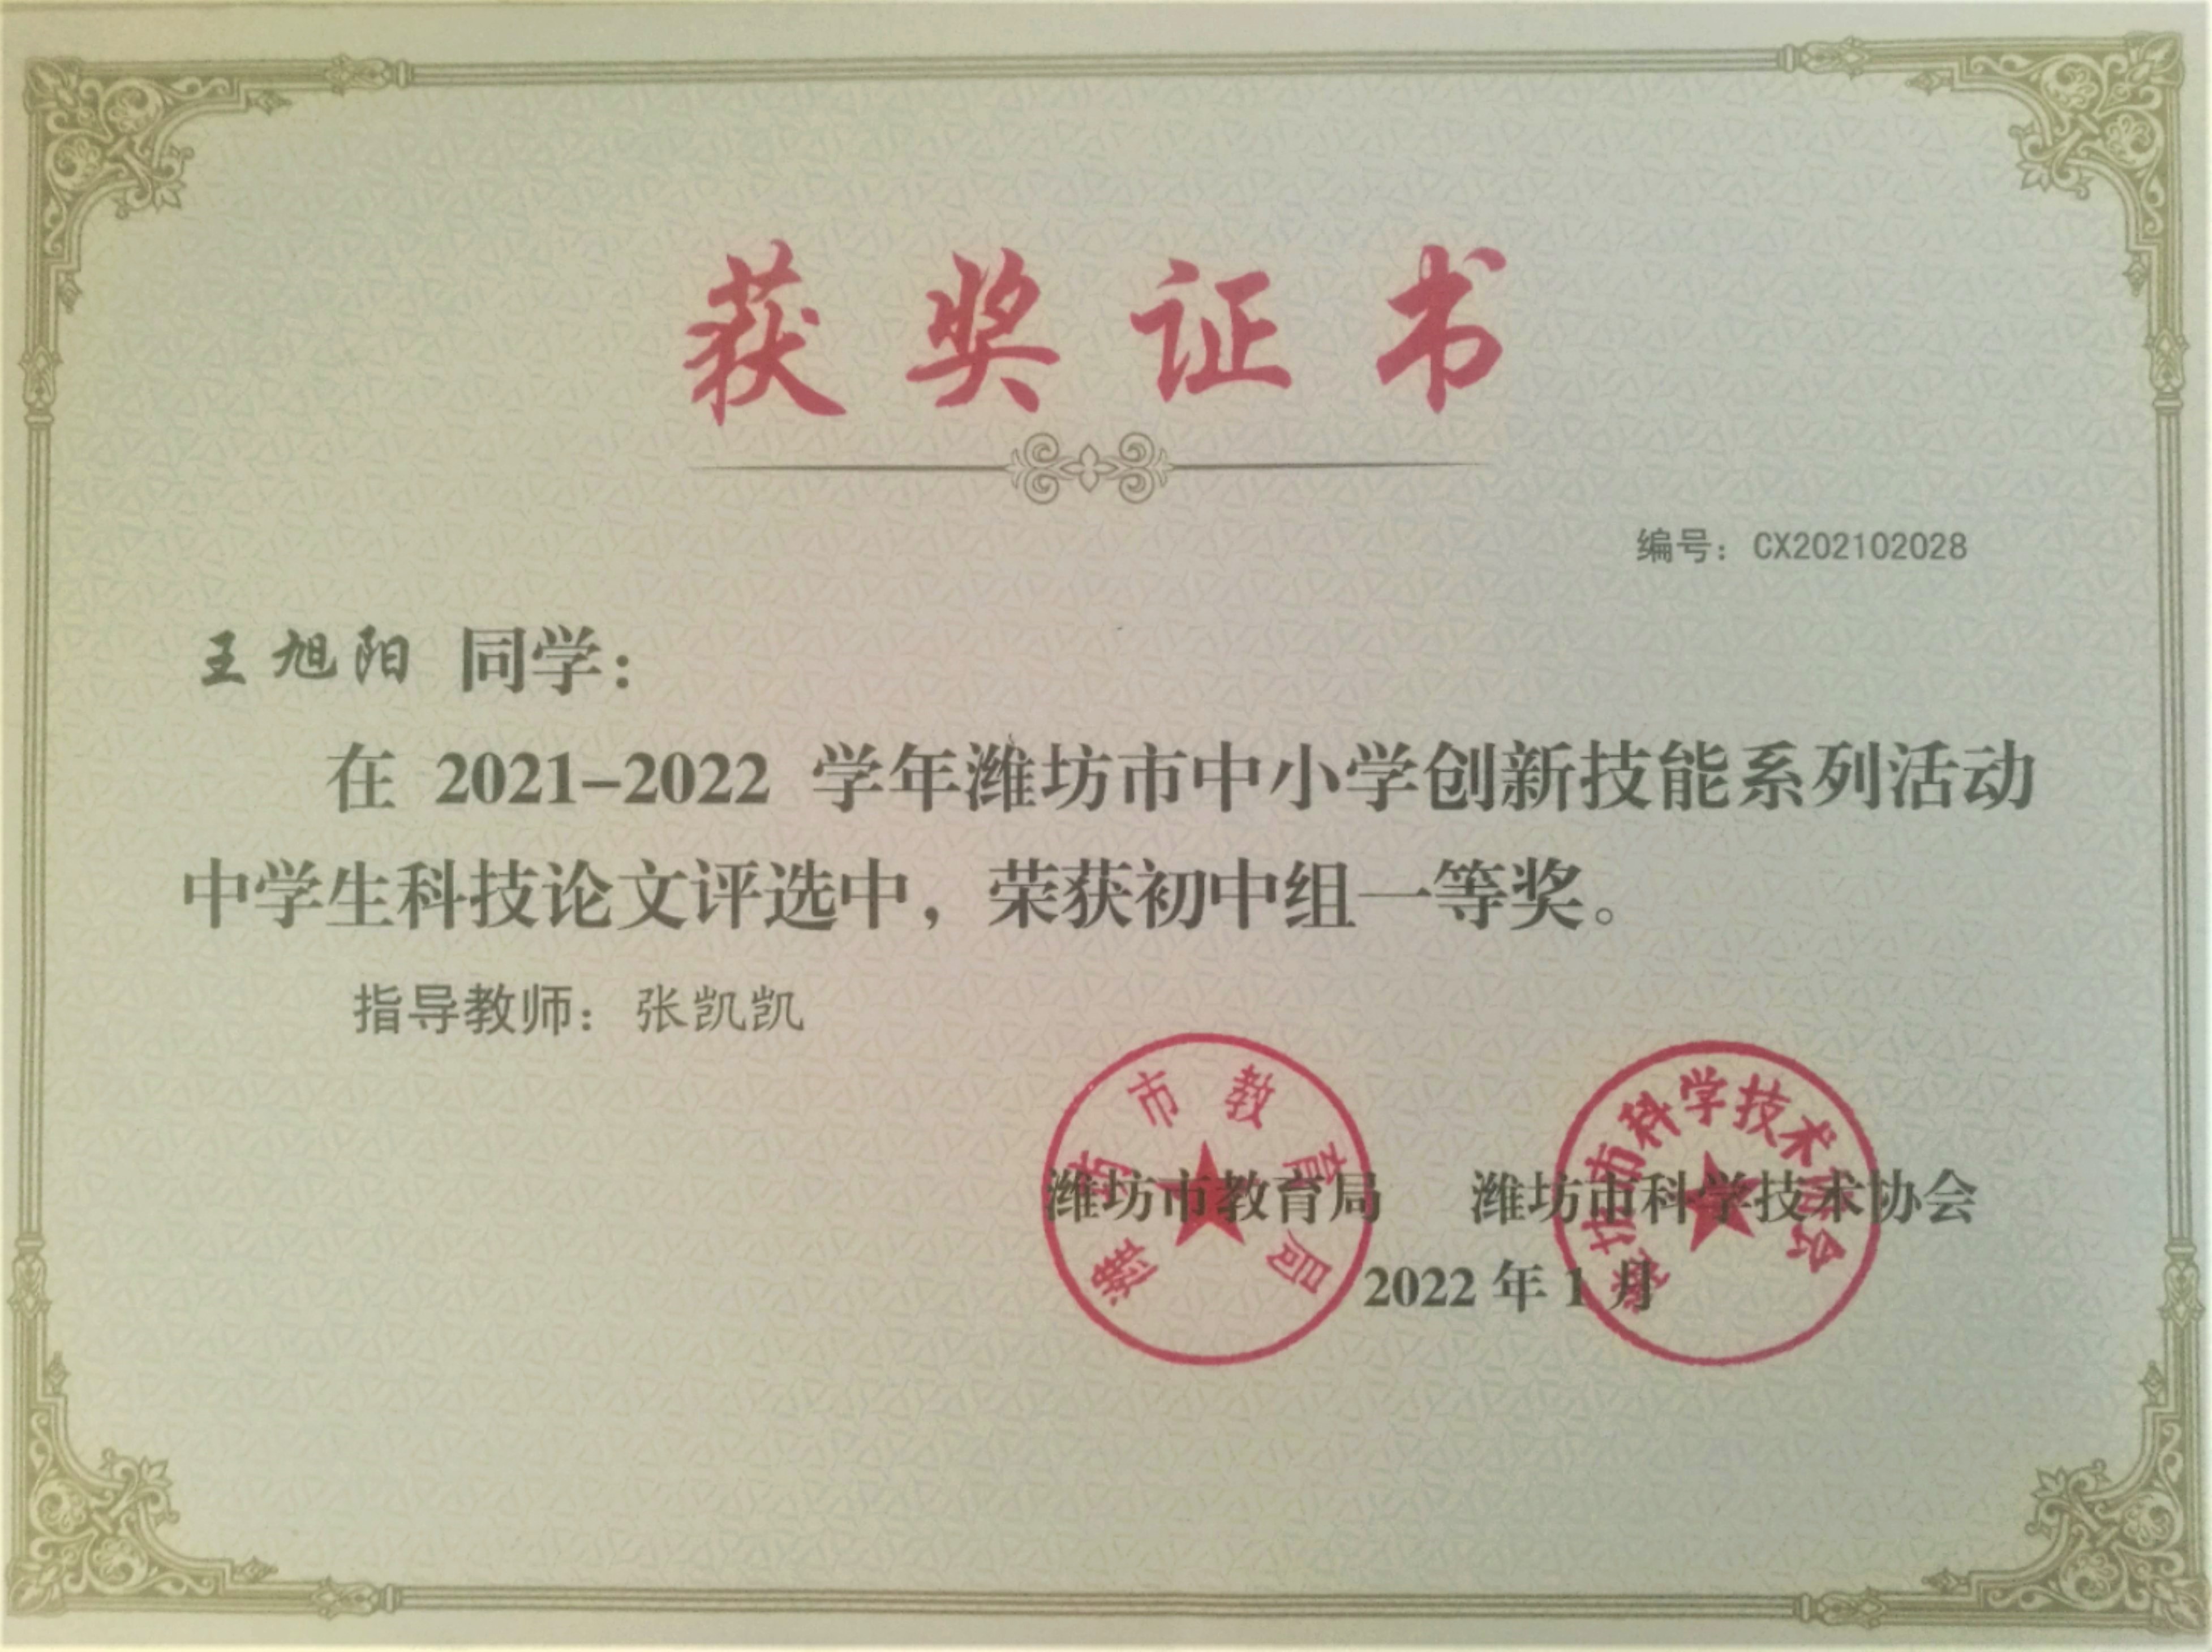 获奖证书
编号：CX202102028
王旭阳 同学：
在 2021-2022 学年潍坊市中小学创新技能系列活动
中学生科技论文评选中，荣获初中组一等奖。
指导教师：张凯凯
潍坊市教育局
潍坊市科学技术协会
潍坊市教育局 潍坊市科学技术协会
2022 年 1 月